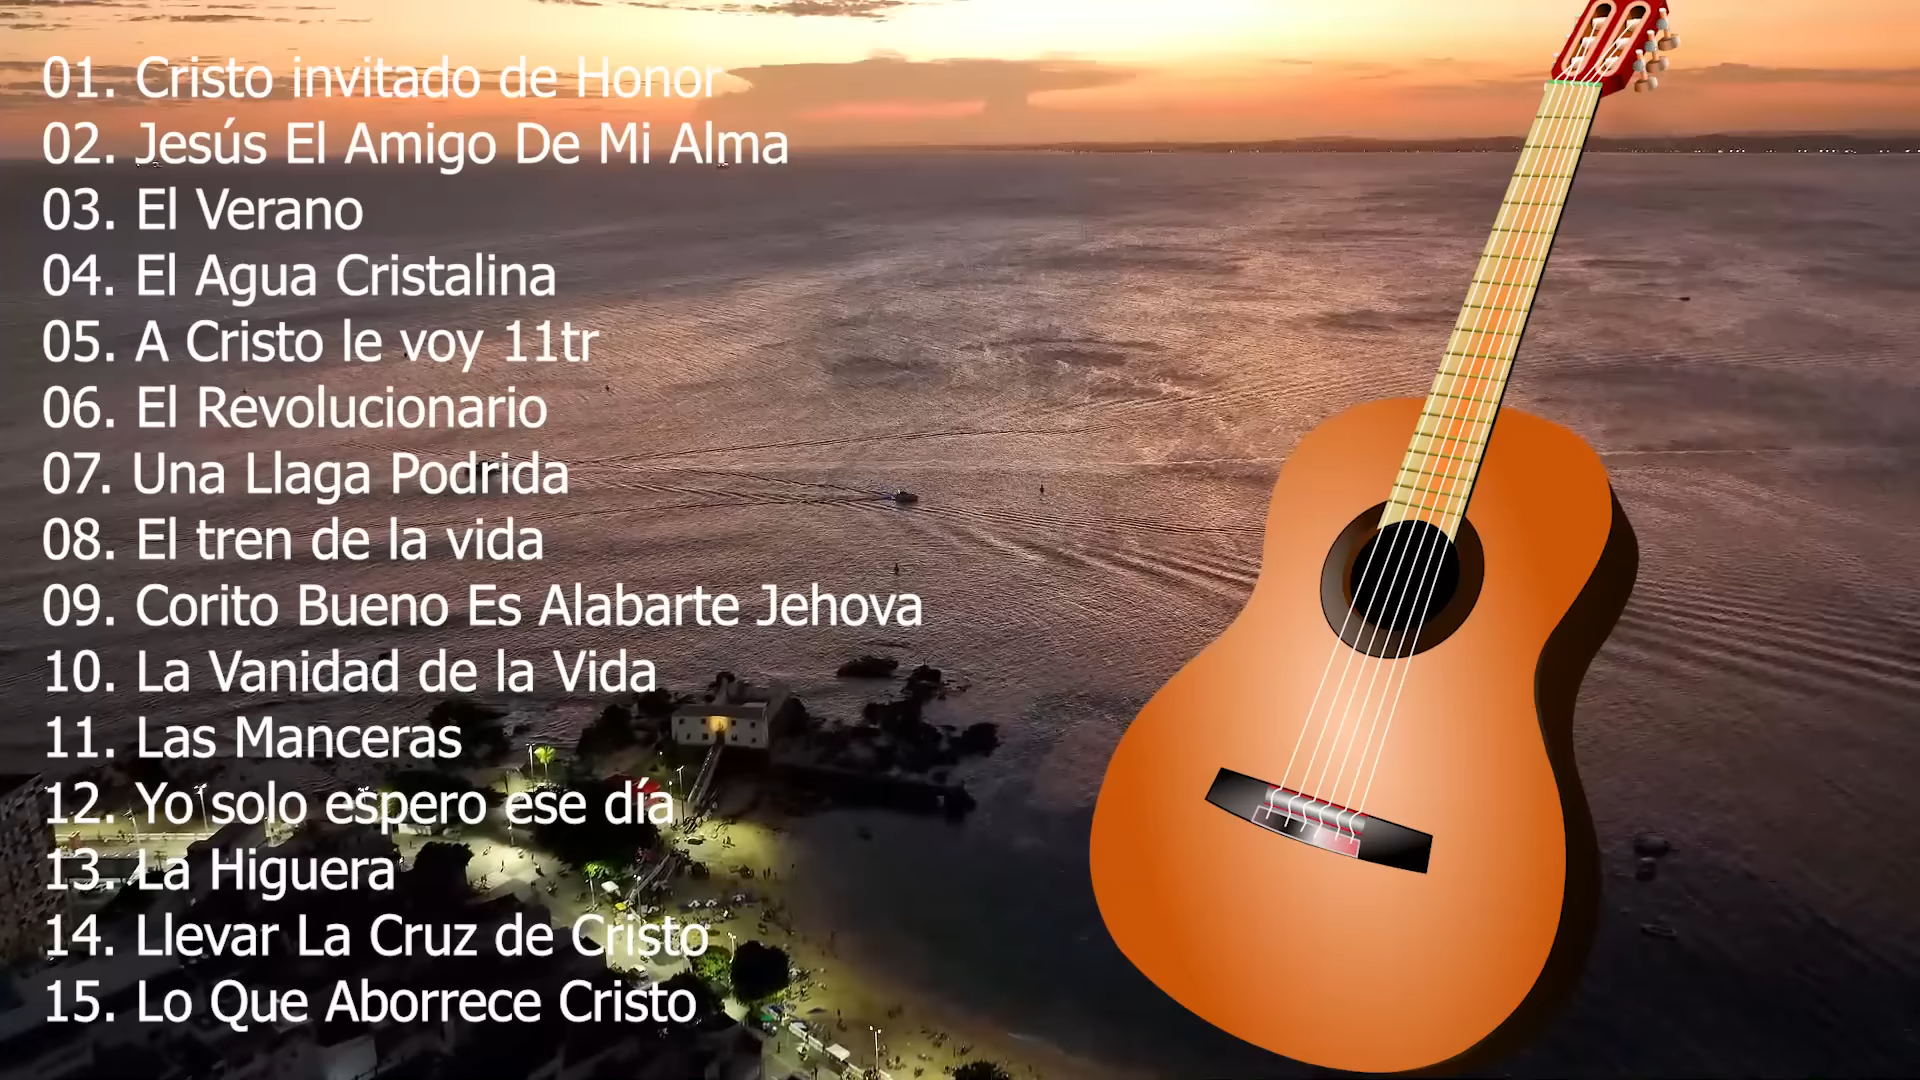 01. Cristo invitado de Honor
02. Jesús El Amigo De Mi Alma
03. El Verano
04. El Agua Cristalina
05. A Cristo le voy 11tr
06. El Revolucionario
07. Una Llaga Podrida
08. El tren de la vida
09. Corito Bueno Es Alabarte Jehova
10. La Vanidad de la Vida
11. Las Manceras
12. Yo solo espero ese día
13. La Higuera
14. Llevar La Cruz de Cristo
15. Lo Que Aborrece Cristo